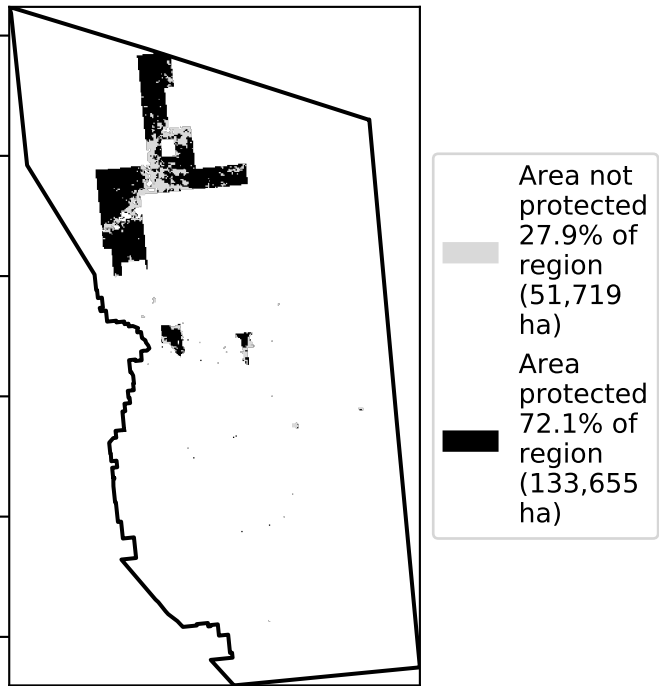 Area not
protected
27.9% of
region
(51,719
ha)
Area
protected
72.1% of
region
(133,655
ha)